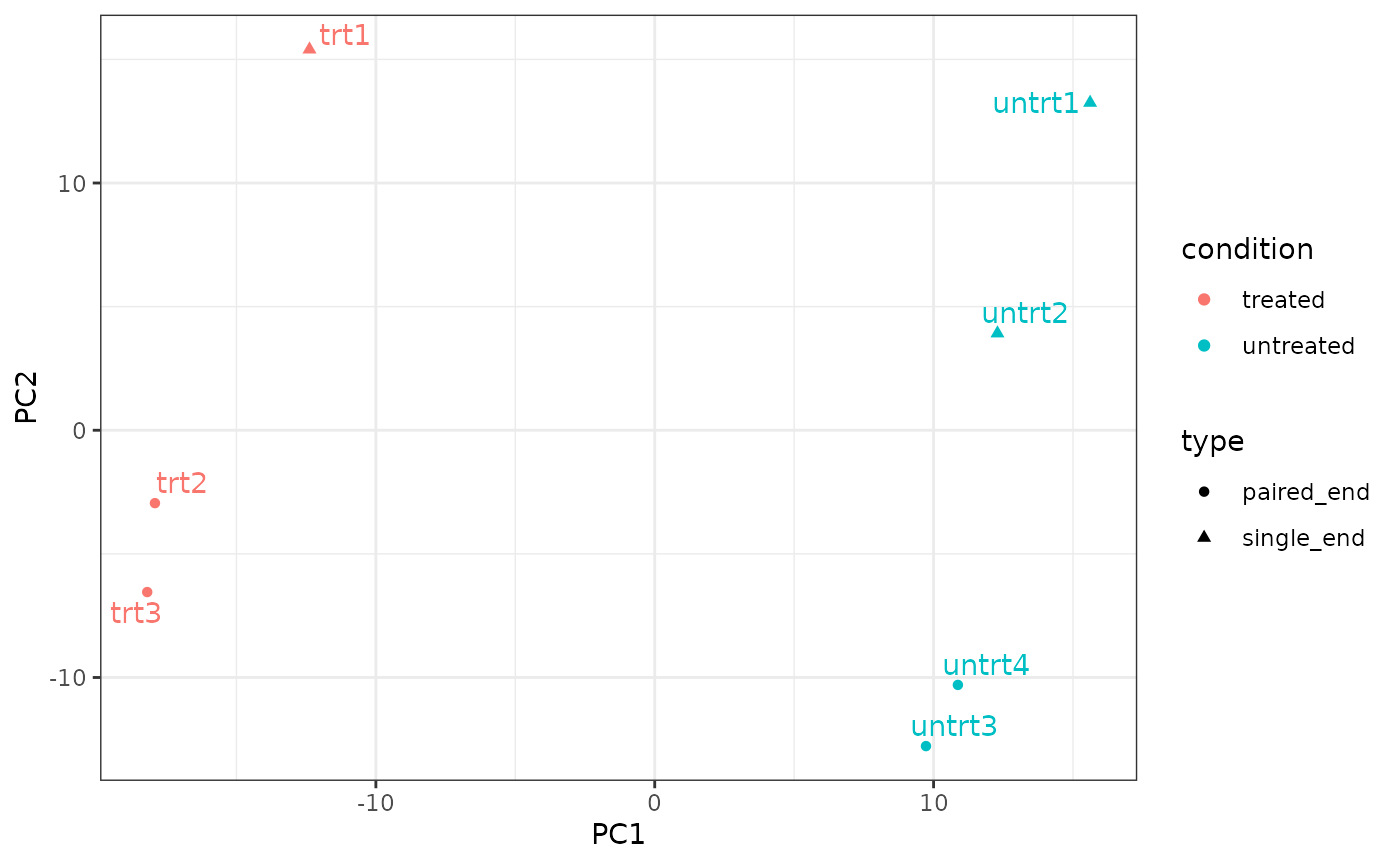 trt1
untrt1
untrt2
trt2
trt3
untrt4
untrt3
10
0
-10
-10
0
10
PC1
PC2
condition
treated
untreated
type
paired_end
single_end